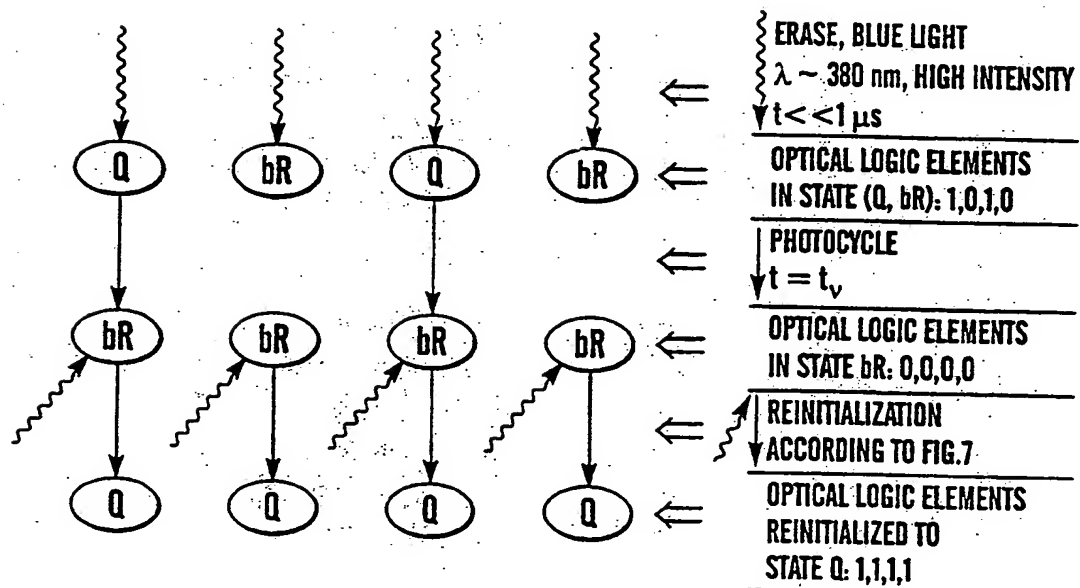 ERASE, BLUE LIGHT
λ ~ 380 nm, HIGH INTENSITY
t<<1 μs
Q bR Q bR
OPTICAL LOGIC ELEMENTS
IN STATE (Q, bR): 1,0,1,0
PHOTOCYCLE
t = tν
bR bR bR bR
OPTICAL LOGIC ELEMENTS
IN STATE bR: 0,0,0,0
REINITIALIZATION
ACCORDING TO FIG.7
Q Q Q Q
OPTICAL LOGIC ELEMENTS
REINITIALIZED TO
STATE Q: 1,1,1,1